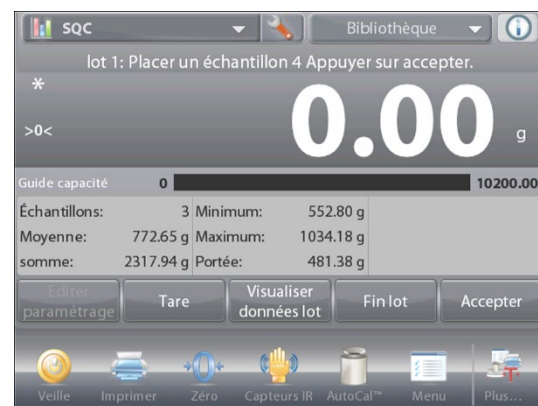 SQC
Bibliothèque
lot 1: Placer un échantillon 4 Appuyer sur accepter.
*
>0<
0.00 g
Guide capacité 0 10200.00
Échantillons: 3 Minimum: 552.80 g
Moyenne: 772.65 g Maximum: 1034.18 g
somme: 2317.94 g Portée: 481.38 g
Editer paramétrage
Tare
Visualiser données lot
Fin lot
Accepter
Veille Imprimer Zéro Capteurs IR AutoCal™ Menu Plus...